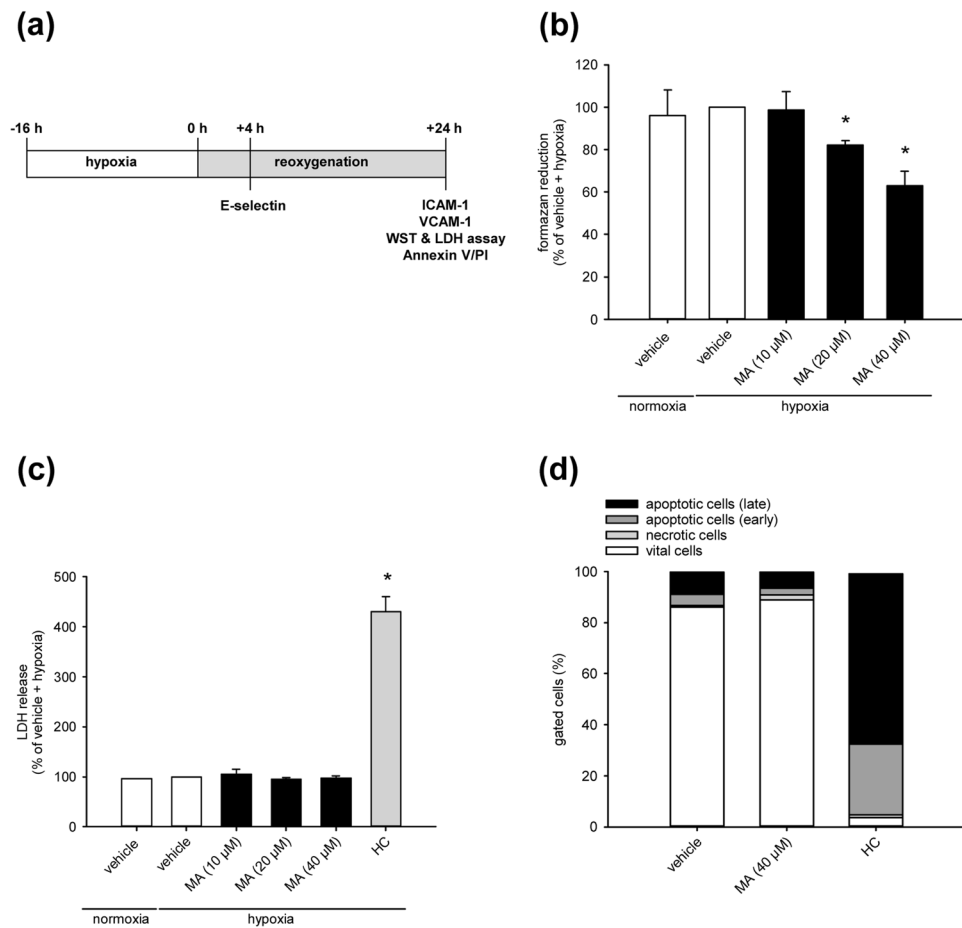 (a)
-16 h 0 h +4 h +24 h
hypoxia reoxygenation
E-selectin
ICAM-1
VCAM-1
WST & LDH assay
Annexin V/PI
(b)
formazan reduction
(% of vehicle + hypoxia)
120
100
80
60
40
20
0
*
*
vehicle
vehicle
MA (10 µM)
MA (20 µM)
MA (40 µM)
normoxia
hypoxia
(c)
LDH release
(% of vehicle + hypoxia)
500
400
300
200
100
0
*
vehicle
vehicle
MA (10 µM)
MA (20 µM)
MA (40 µM)
HC
normoxia
hypoxia
(d)
apoptotic cells (late)
apoptotic cells (early)
necrotic cells
vital cells
gated cells (%)
100
80
60
40
20
0
vehicle
MA (40 µM)
HC